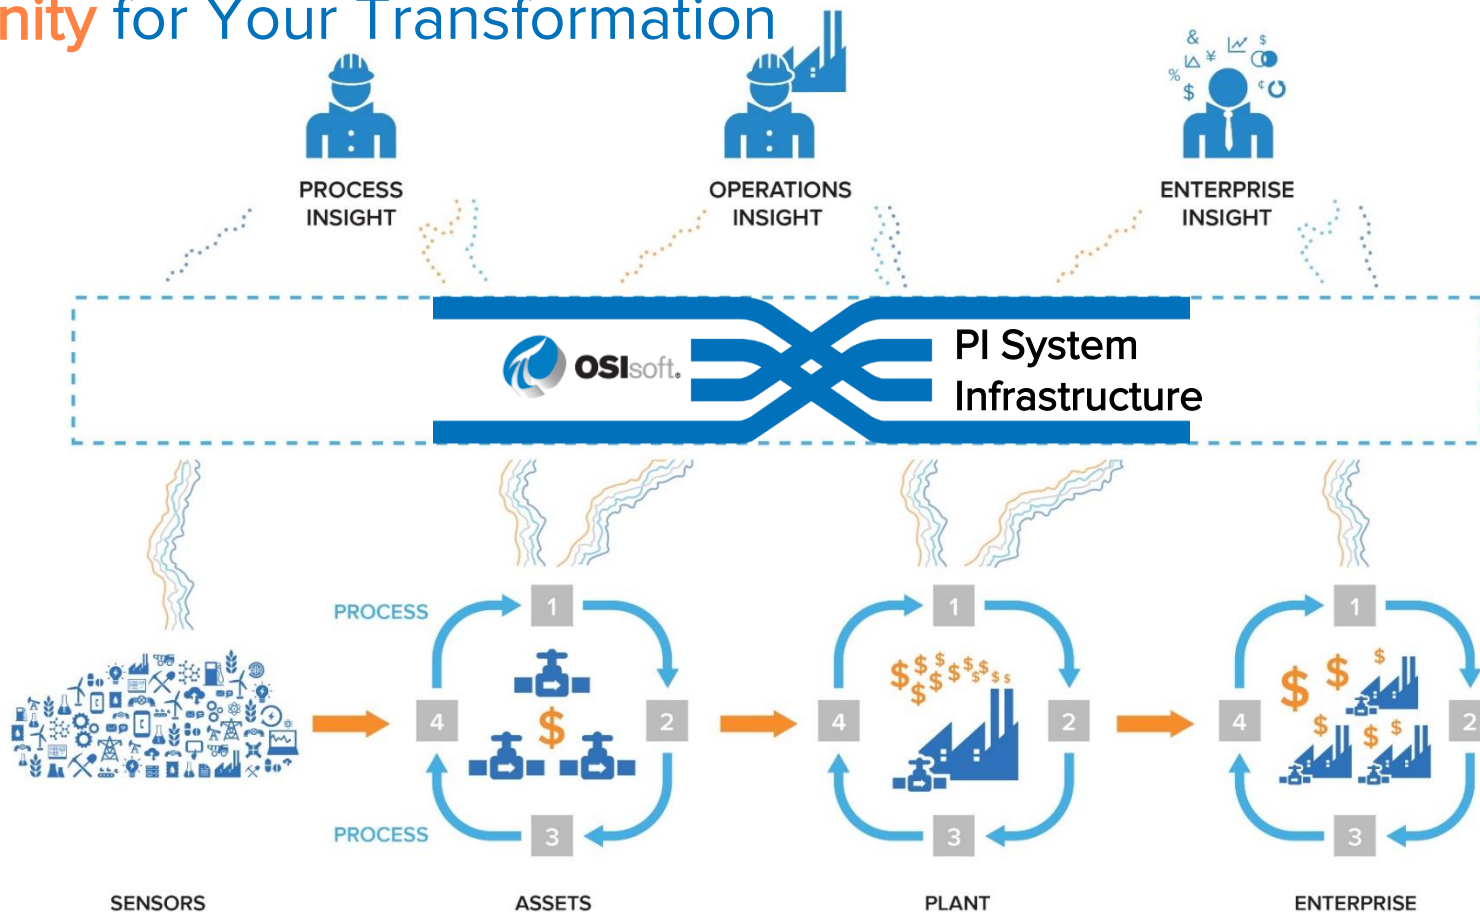 nity for Your Transformation
PROCESS
INSIGHT
OPERATIONS
INSIGHT
ENTERPRISE
INSIGHT
OSIsoft.
PI System
Infrastructure
PROCESS
1
4
2
3
PROCESS
1
4
2
3
1
4
2
3
SENSORS
ASSETS
PLANT
ENTERPRISE